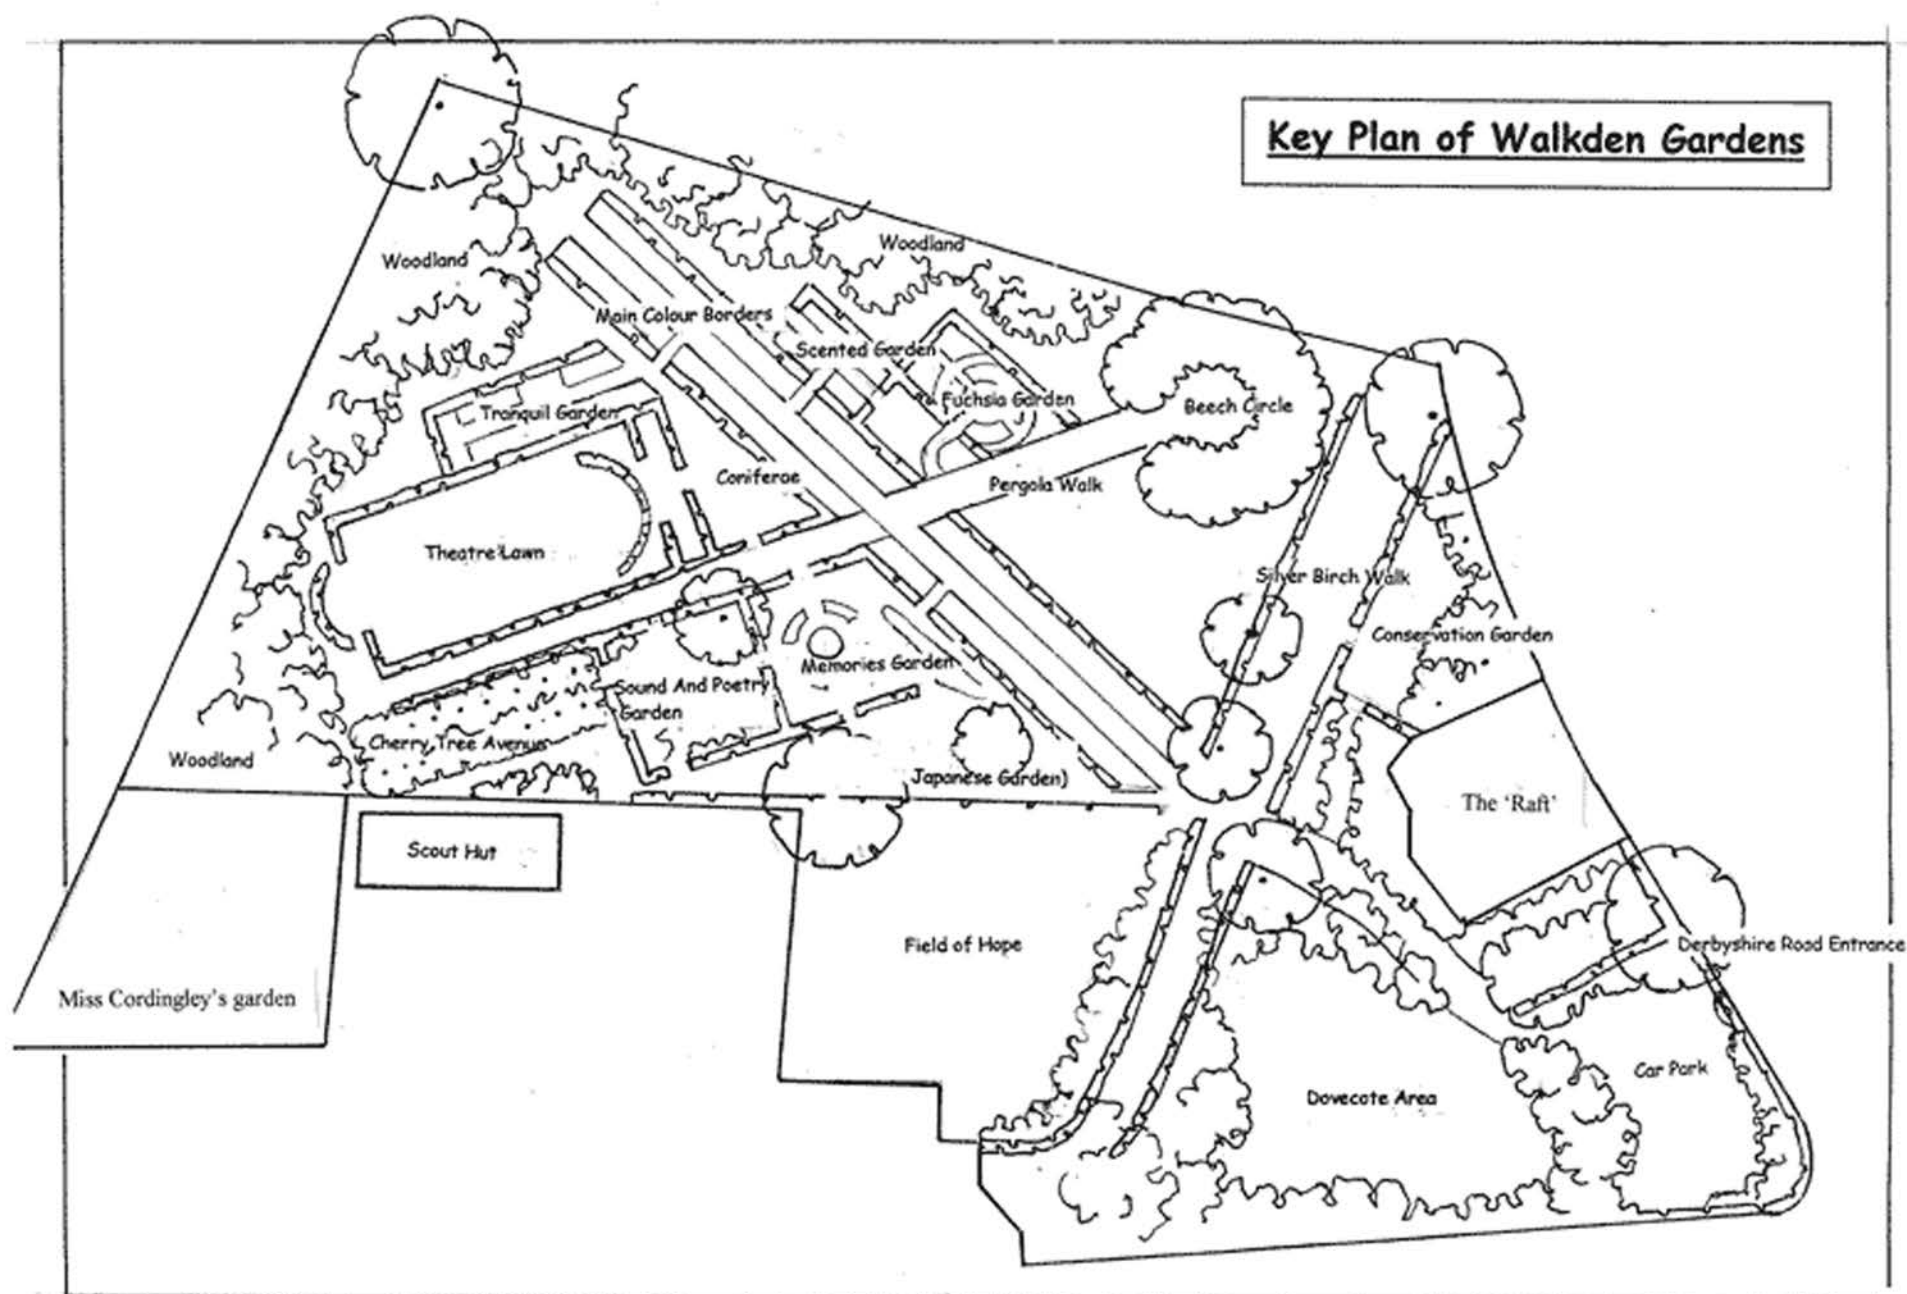 Key Plan of Walkden Gardens
Woodland
Woodland
Main Colour Borders
Scented Garden
Fuchsia Garden
Beech Circle
Tranquil Garden
Coniferae
Pergola Walk
Theatre Lawn
Silver Birch Walk
Conservation Garden
Memories Garden
Sound And Poetry
Garden
Cherry Tree Avenue
Woodland
Japanese Garden)
The 'Raft'
Scout Hut
Field of Hope
Derbyshire Road Entrance
Miss Cordingley's garden
Car Park
Dovecote Area